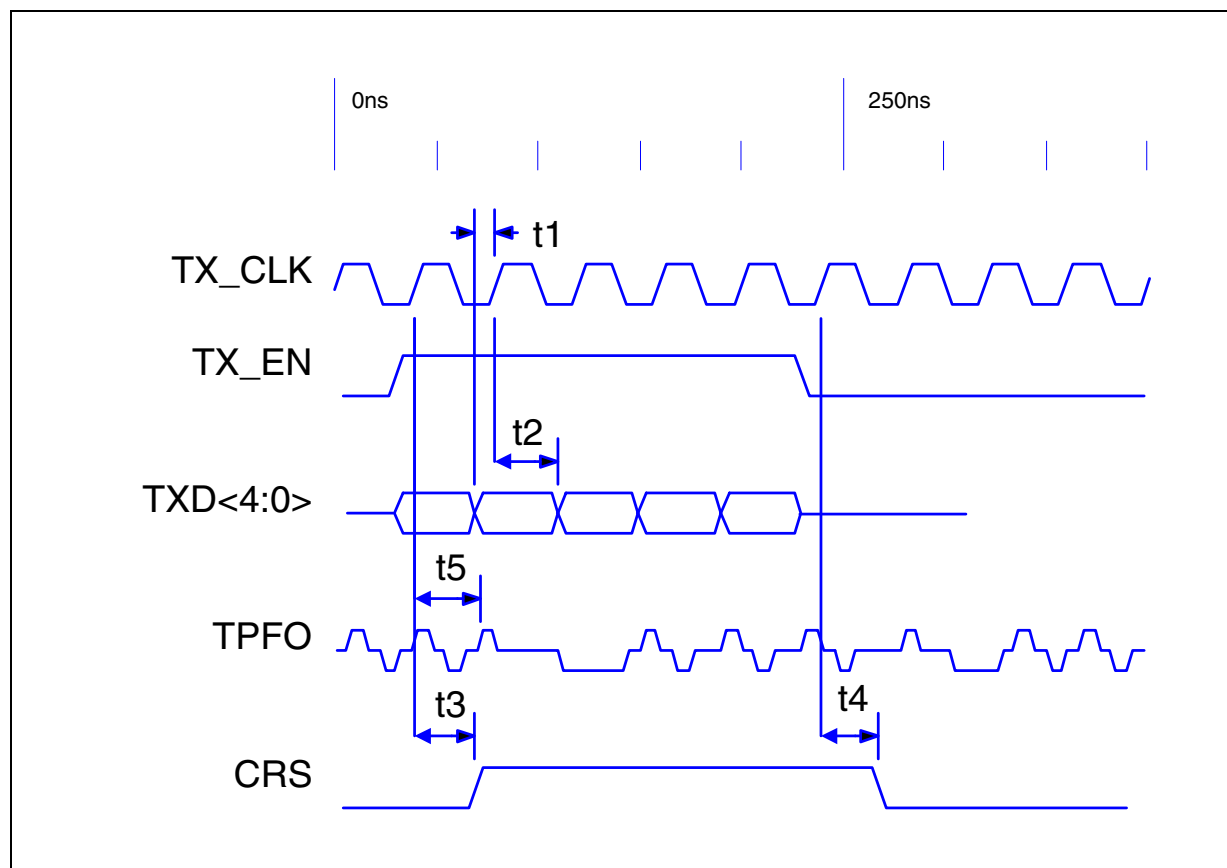 0ns 250ns
t1
TX_CLK
TX_EN
t2
TXD<4:0>
t5
TPFO
t3 t4
CRS